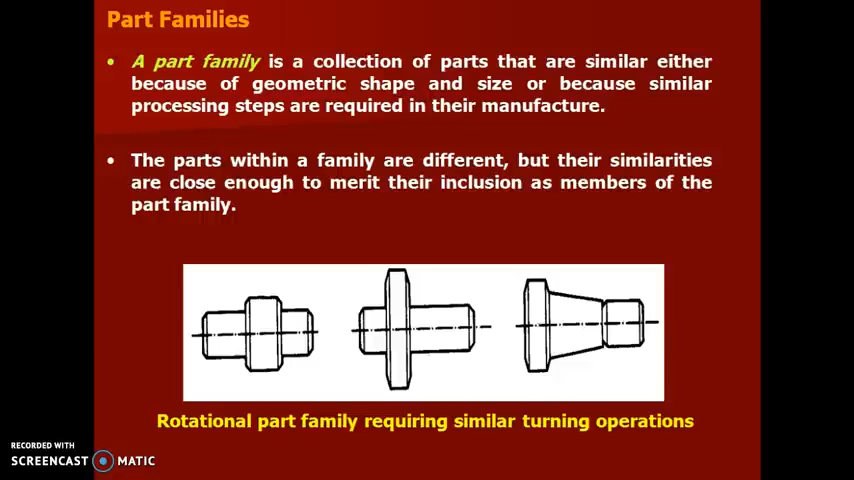 Part Families
• A part family is a collection of parts that are similar either
because of geometric shape and size or because similar
processing steps are required in their manufacture.
• The parts within a family are different, but their similarities
are close enough to merit their inclusion as members of the
part family.
Rotational part family requiring similar turning operations
RECORDED WITH
SCREENCAST MATIC